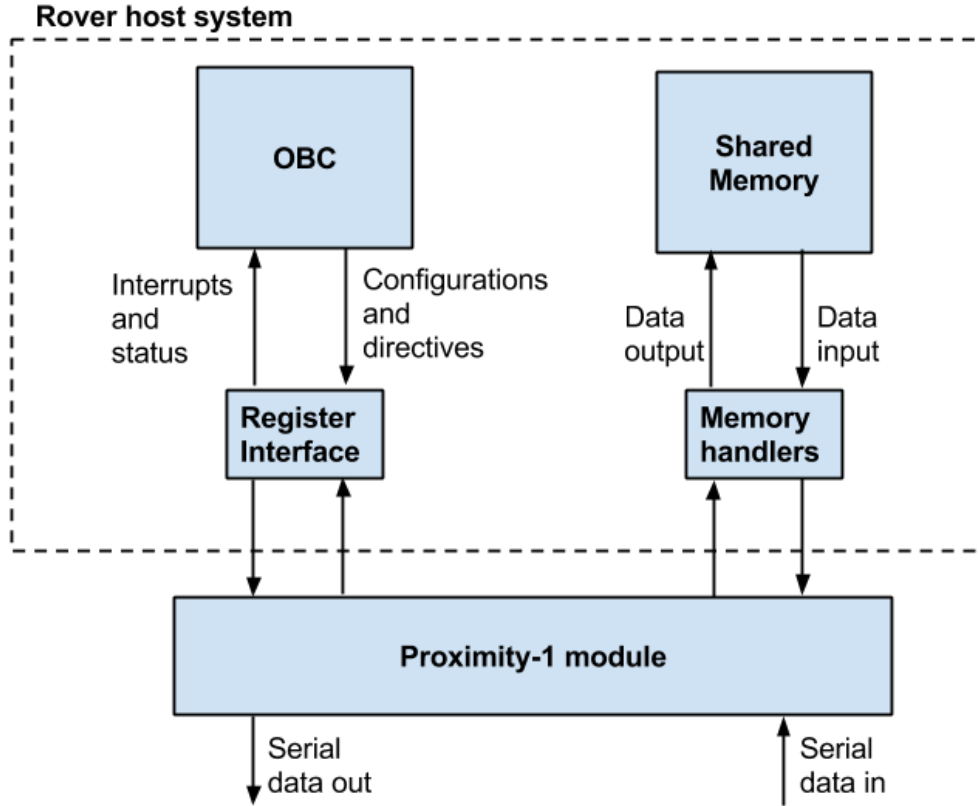 Rover host system
OBC
Shared
Memory
Interrupts
and
status
Configurations
and
directives
Data
output
Data
input
Register
Interface
Memory
handlers
Proximity-1 module
Serial
data out
Serial
data in